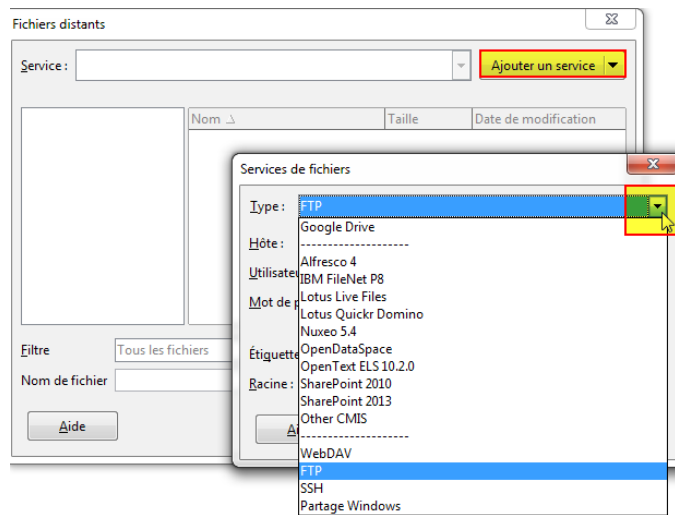 Fichiers distants
Service :
Ajouter un service
Nom
Taille
Date de modification
Services de fichiers
Type :
FTP
Google Drive
--------------------
Hôte :
Alfresco 4
Utilisateu
IBM FileNet P8
Lotus Live Files
Mot de p
Lotus Quickr Domino
Nuxeo 5.4
Filtre
Tous les fichiers
Étiquette
OpenDataSpace
OpenText ELS 10.2.0
Nom de fichier
Racine :
SharePoint 2010
SharePoint 2013
Other CMIS
Aide
Ai
--------------------
WebDAV
FTP
SSH
Partage Windows